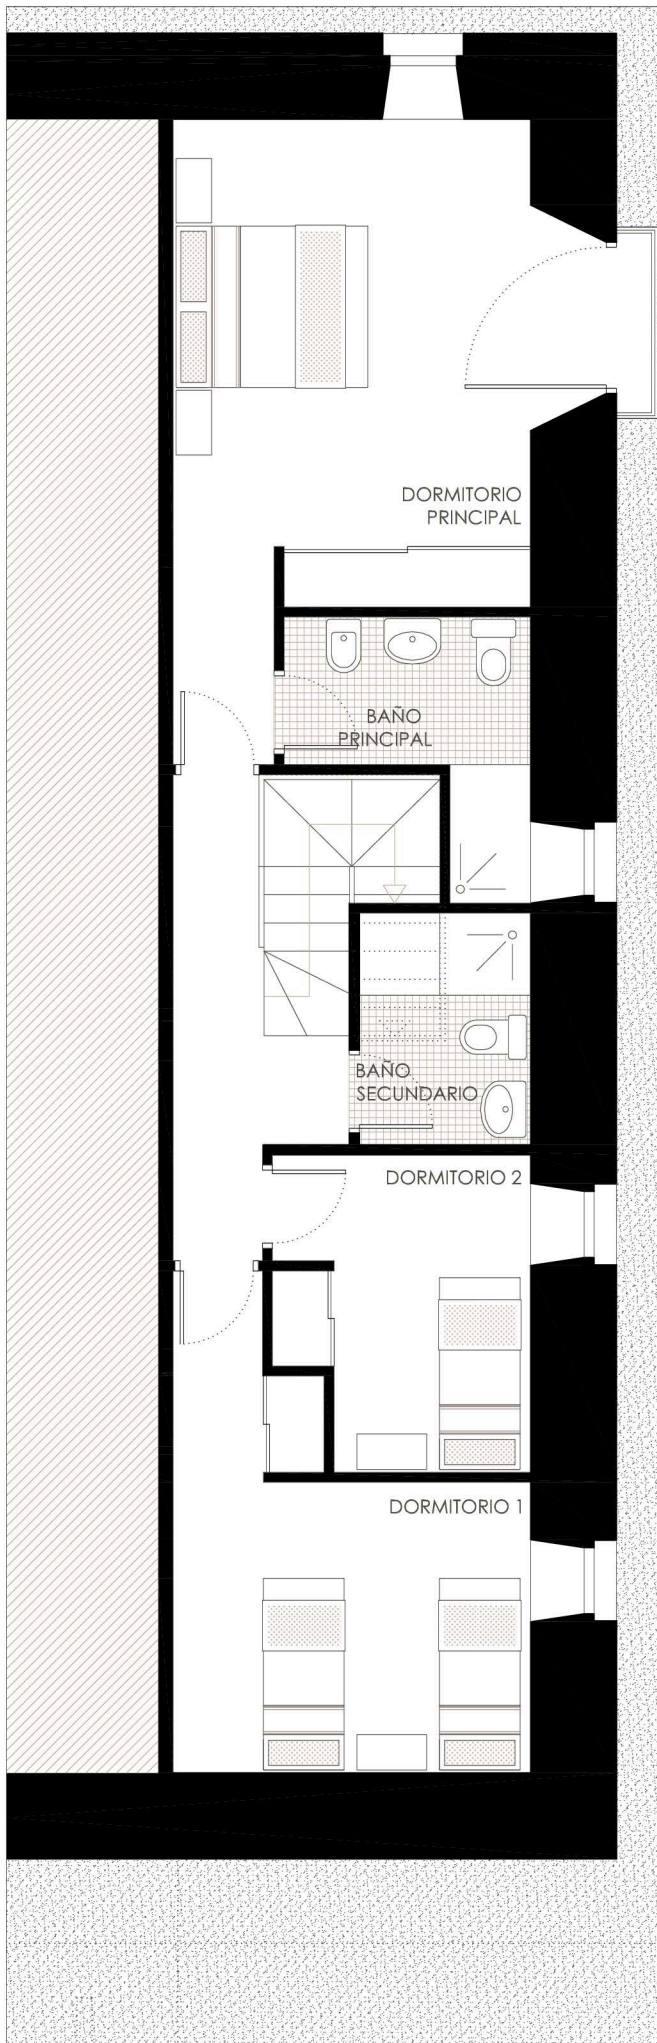 DORMITORIO
PRINCIPAL
BAÑO
PRINCIPAL
BAÑO
SECUNDARIO
DORMITORIO 2
DORMITORIO 1